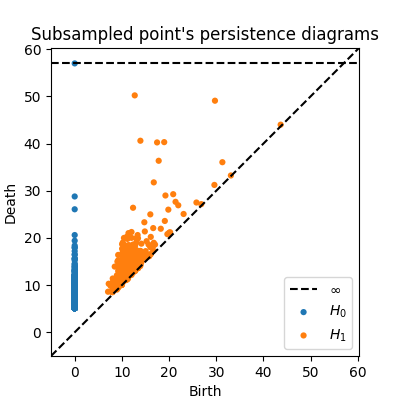 Subsampled point's persistence diagrams
60
50
40
30
20
10
0
Death
∞
H₀
H₁
0 10 20 30 40 50 60
Birth